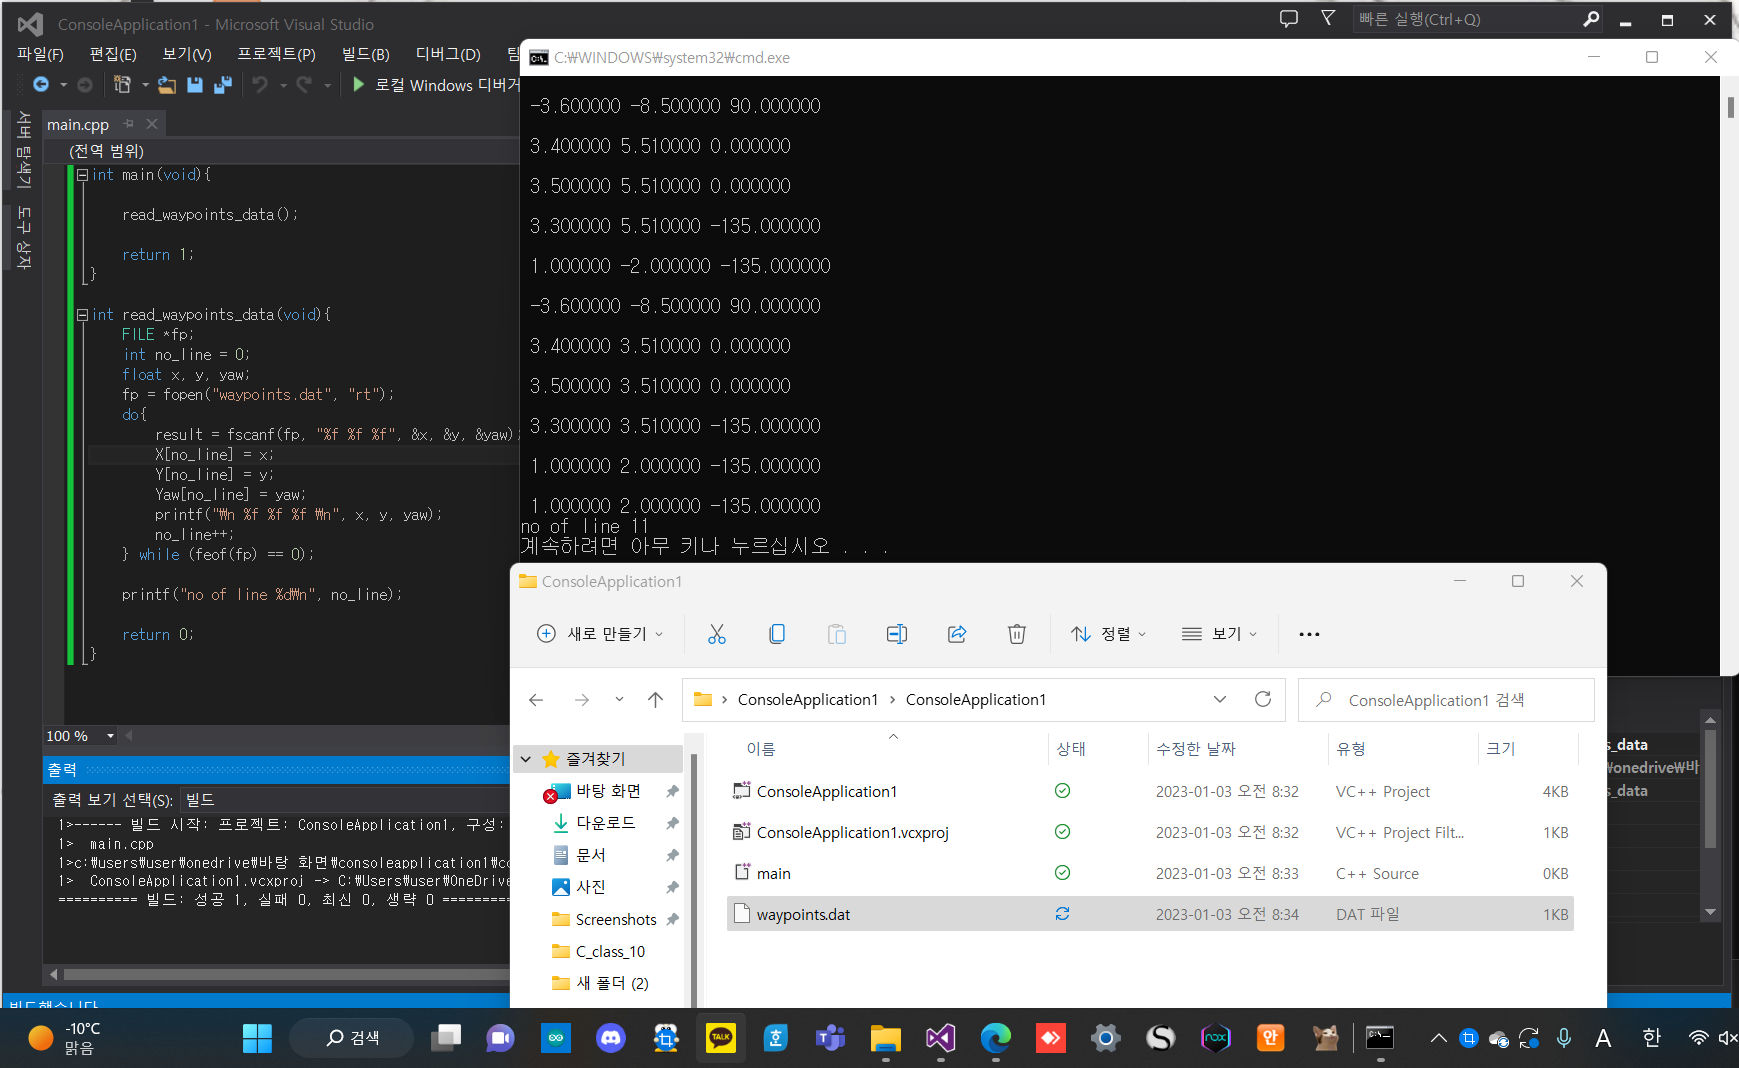 ConsoleApplication1 - Microsoft Visual Studio
빠른 실행(Ctrl+Q)
파일(F) 편집(E) 보기(V) 프로젝트(P) 빌드(B) 디버그(D) 팀
로컬 Windows 디버거
서버 탐색기
도구 상자
main.cpp
(전역 범위)
int main(void){
read_waypoints_data();
return 1;
}
int read_waypoints_data(void){
FILE *fp;
int no_line = 0;
float x, y, yaw;
fp = fopen("waypoints.dat", "rt");
do{
result = fscanf(fp, "%f %f %f", &x, &y, &yaw);
X[no_line] = x;
Y[no_line] = y;
Yaw[no_line] = yaw;
printf("₩n %f %f %f ₩n", x, y, yaw);
no_line++;
} while (feof(fp) == 0);
printf("no of line %d₩n", no_line);
return 0;
}
100 %
출력
출력 보기 선택(S): 빌드
1>------ 빌드 시작: 프로젝트: ConsoleApplication1, 구성:
1> main.cpp
1>c:₩users₩user₩onedrive₩바탕 화면₩consoleapplication1₩co
1> ConsoleApplication1.vcxproj -> C:₩Users₩user₩OneDrive
========== 빌드: 성공 1, 실패 0, 최신 0, 생략 0 =========
C:₩WINDOWS₩system32₩cmd.exe
-3.600000 -8.500000 90.000000
3.400000 5.510000 0.000000
3.500000 5.510000 0.000000
3.300000 5.510000 -135.000000
1.000000 -2.000000 -135.000000
-3.600000 -8.500000 90.000000
3.400000 3.510000 0.000000
3.500000 3.510000 0.000000
3.300000 3.510000 -135.000000
1.000000 2.000000 -135.000000
1.000000 2.000000 -135.000000
no of line 11
계속하려면 아무 키나 누르십시오 . . .
ConsoleApplication1
새로 만들기 정렬 보기
ConsoleApplication1 > ConsoleApplication1
ConsoleApplication1 검색
즐겨찾기
바탕 화면
다운로드
문서
사진
Screenshots
C_class_10
새 폴더 (2)
이름 상태 수정한 날짜 유형 크기
ConsoleApplication1 2023-01-03 오전 8:32 VC++ Project 4KB
ConsoleApplication1.vcxproj 2023-01-03 오전 8:32 VC++ Project Filt... 1KB
main 2023-01-03 오전 8:33 C++ Source 0KB
waypoints.dat 2023-01-03 오전 8:34 DAT 파일 1KB
s_data
₩onedrive₩바
s_data
-10°C
맑음
검색
TALK
호
nox
안
A
한